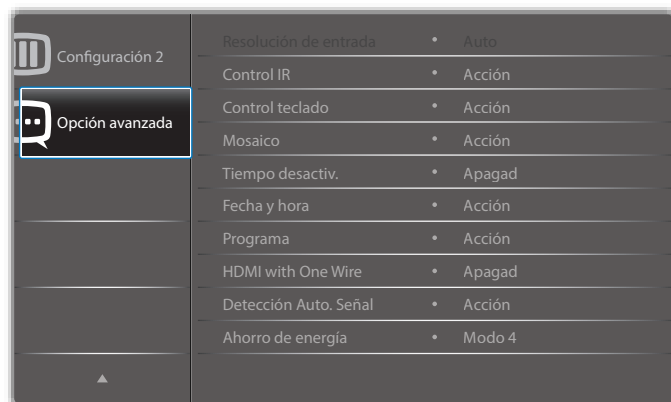 Configuración 2
Opción avanzada
Resolución de entrada • Auto
Control IR • Acción
Control teclado • Acción
Mosaico • Acción
Tiempo desactiv. • Apagad
Fecha y hora • Acción
Programa • Acción
HDMI with One Wire • Apagad
Detección Auto. Señal • Acción
Ahorro de energía • Modo 4